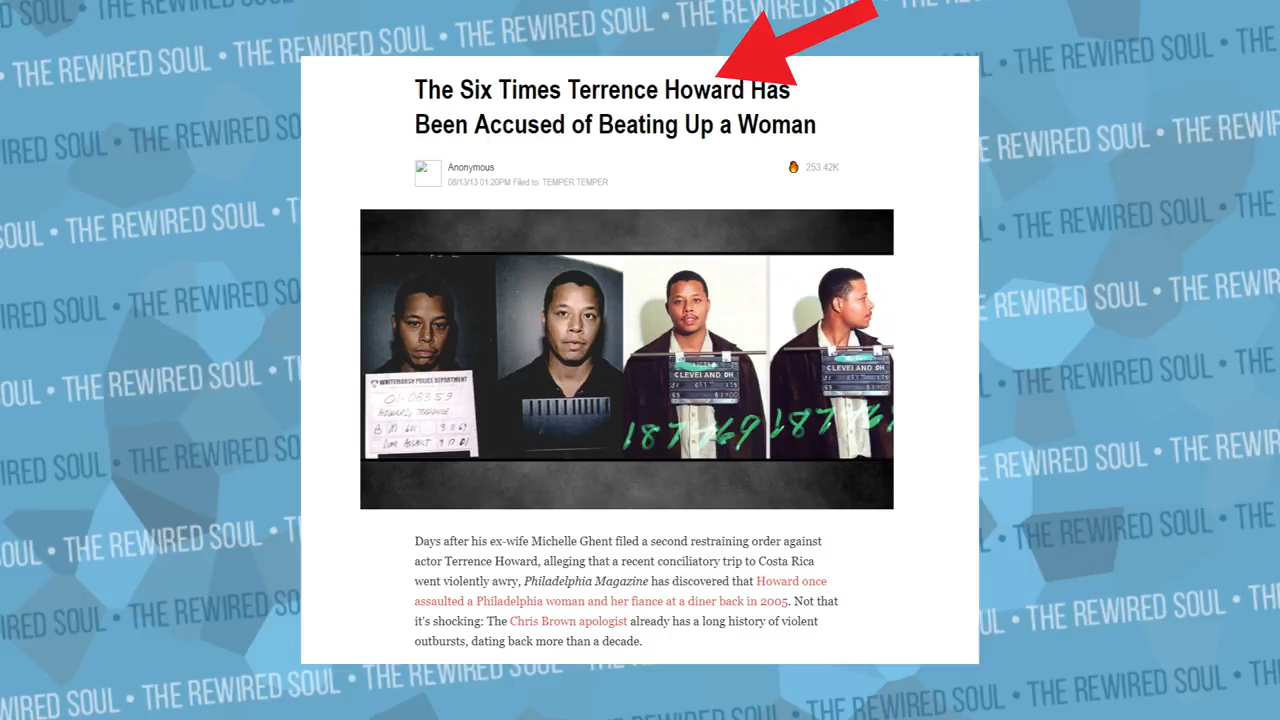 THE REWIRED SOUL • THE REWIRED SOUL • THE REWIRED SOUL
The Six Times Terrence Howard Has
Been Accused of Beating Up a Woman
Anonymous
253.42K
08/13/13 01:20PM Filed to: TEMPER TEMPER
WHITEMARSH POLICE DEPARTMENT
01-08359
HOWARD, TERRENCE
CLEVELAND OH
CLEVELAND OH
Days after his ex-wife Michelle Ghent filed a second restraining order against
actor Terrence Howard, alleging that a recent conciliatory trip to Costa Rica
went violently awry, Philadelphia Magazine has discovered that Howard once
assaulted a Philadelphia woman and her fiance at a diner back in 2005. Not that
it's shocking: The Chris Brown apologist already has a long history of violent
outbursts, dating back more than a decade.